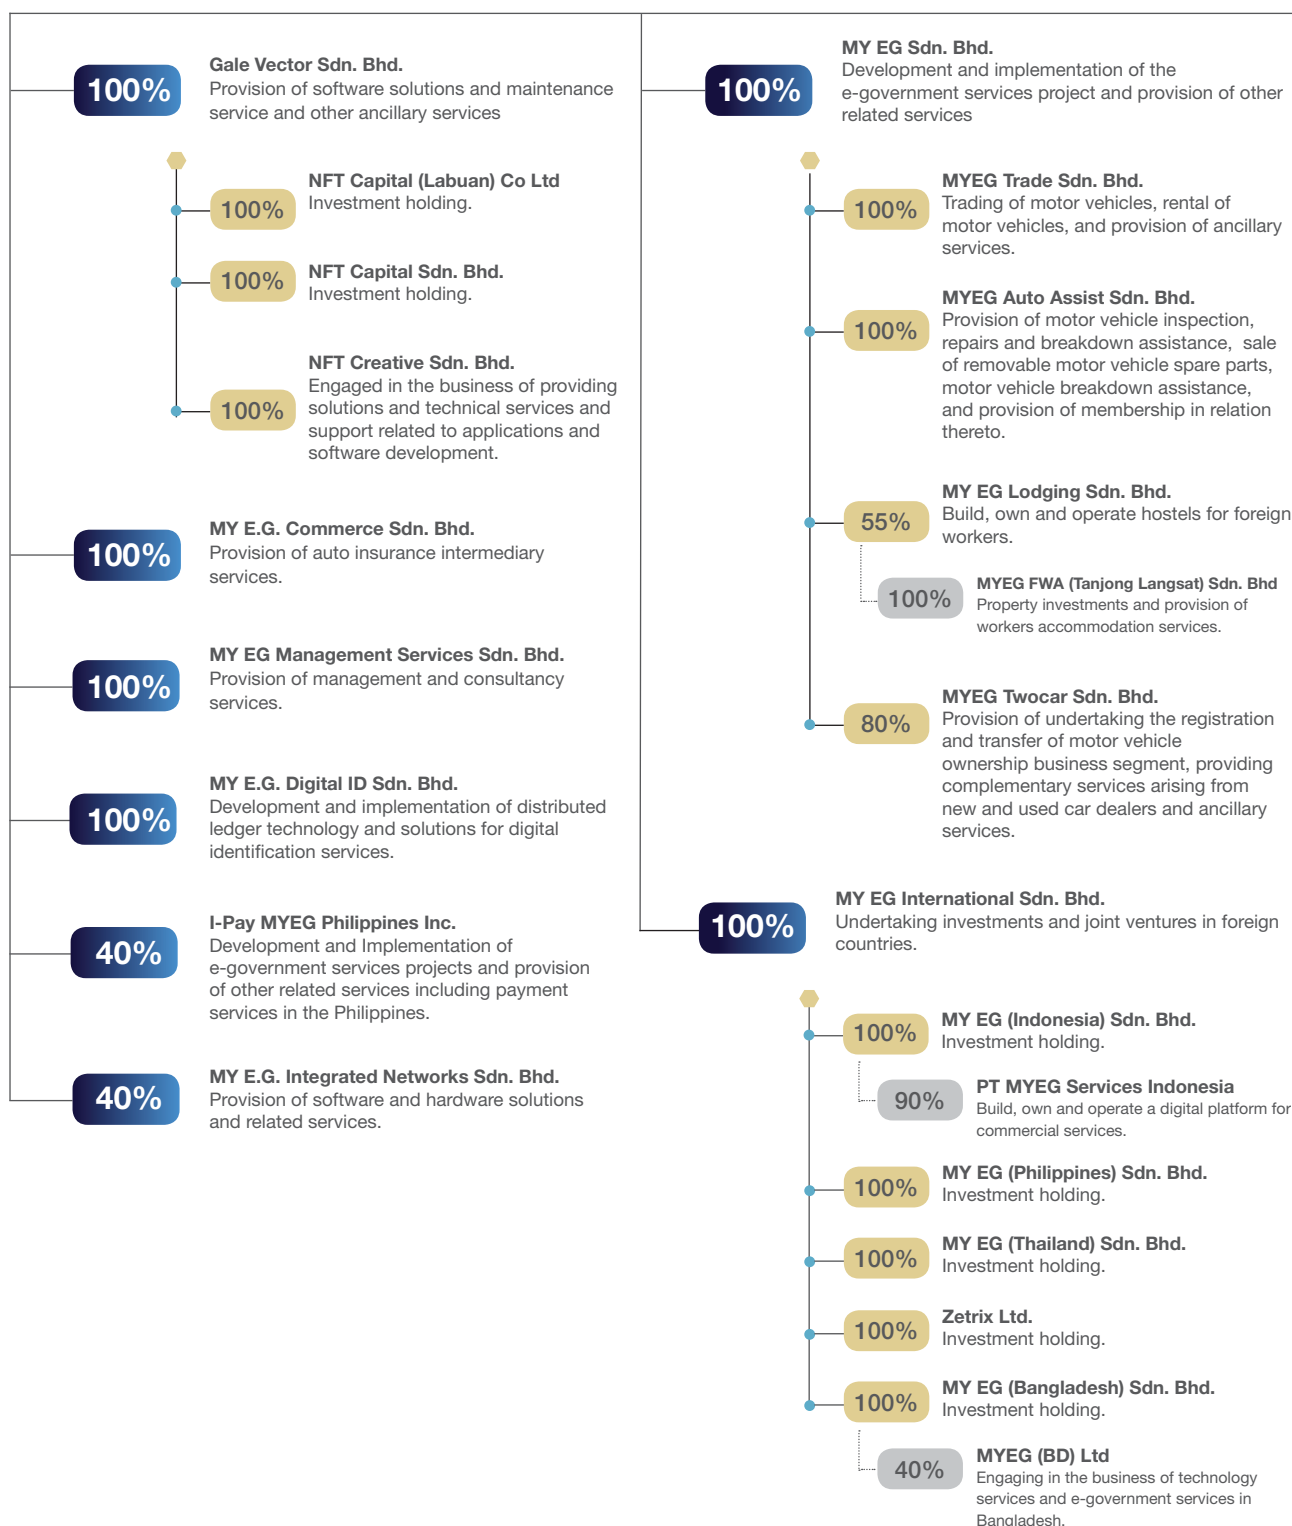 100%
Gale Vector Sdn. Bhd.
Provision of software solutions and maintenance
service and other ancillary services
100%
NFT Capital (Labuan) Co Ltd
Investment holding.
100%
NFT Capital Sdn. Bhd.
Investment holding.
100%
NFT Creative Sdn. Bhd.
Engaged in the business of providing
solutions and technical services and
support related to applications and
software development.
100%
MY E.G. Commerce Sdn. Bhd.
Provision of auto insurance intermediary
services.
100%
MY EG Management Services Sdn. Bhd.
Provision of management and consultancy
services.
100%
MY E.G. Digital ID Sdn. Bhd.
Development and implementation of distributed
ledger technology and solutions for digital
identification services.
40%
I-Pay MYEG Philippines Inc.
Development and Implementation of
e-government services projects and provision
of other related services including payment
services in the Philippines.
40%
MY E.G. Integrated Networks Sdn. Bhd.
Provision of software and hardware solutions
and related services.
100%
MY EG Sdn. Bhd.
Development and implementation of the
e-government services project and provision of other
related services
100%
MYEG Trade Sdn. Bhd.
Trading of motor vehicles, rental of
motor vehicles, and provision of ancillary
services.
100%
MYEG Auto Assist Sdn. Bhd.
Provision of motor vehicle inspection,
repairs and breakdown assistance, sale
of removable motor vehicle spare parts,
motor vehicle breakdown assistance,
and provision of membership in relation
thereto.
55%
MY EG Lodging Sdn. Bhd.
Build, own and operate hostels for foreign
workers.
100%
MYEG FWA (Tanjong Langsat) Sdn. Bhd
Property investments and provision of
workers accommodation services.
80%
MYEG Twocar Sdn. Bhd.
Provision of undertaking the registration
and transfer of motor vehicle
ownership business segment, providing
complementary services arising from
new and used car dealers and ancillary
services.
100%
MY EG International Sdn. Bhd.
Undertaking investments and joint ventures in foreign
countries.
100%
MY EG (Indonesia) Sdn. Bhd.
Investment holding.
90%
PT MYEG Services Indonesia
Build, own and operate a digital platform for
commercial services.
100%
MY EG (Philippines) Sdn. Bhd.
Investment holding.
100%
MY EG (Thailand) Sdn. Bhd.
Investment holding.
100%
Zetrix Ltd.
Investment holding.
100%
MY EG (Bangladesh) Sdn. Bhd.
Investment holding.
40%
MYEG (BD) Ltd
Engaging in the business of technology
services and e-government services in
Bangladesh.